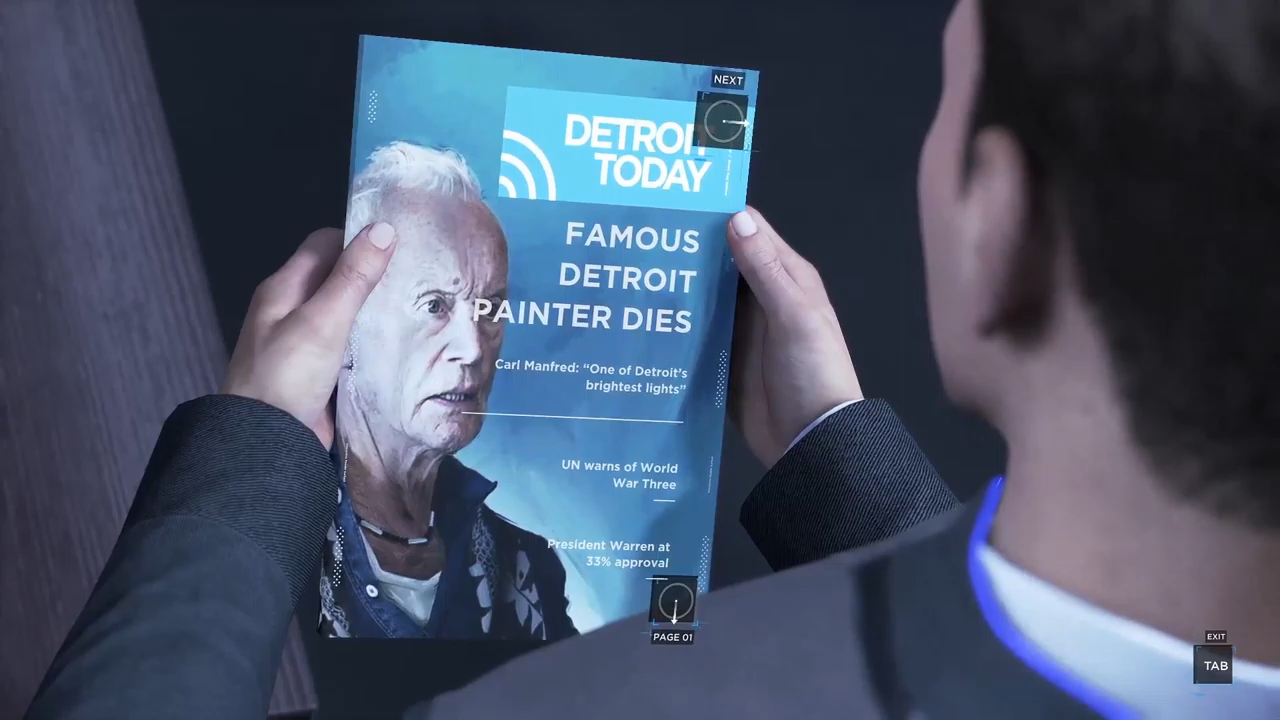 NEXT
DETROIT
TODAY
FAMOUS
DETROIT
PAINTER DIES
Carl Manfred: “One of Detroit's
brightest lights”
UN warns of World
War Three
President Warren at
33% approval
PAGE 01
EXIT
TAB